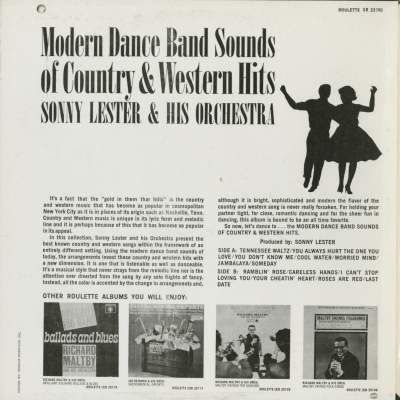 ROULETTE SR 25190
Modern Dance Band Sounds
of Country & Western Hits
SONNY LESTER & HIS ORCHESTRA
It's a fact that the "gold in them thar hills" is the country
and western music that has become as popular in cosmopolitan
New York City as it is in places of its origin such as Nashville, Tenn.
Country and Western music is unique in its lyric form and melodic
line and it is perhaps because of this that it has become so popular
in its appeal.
In this collection, Sonny Lester and his Orchestra present the
best known country and western songs within the framework of an
entirely different setting. Using the modern dance band sounds of
today, the arrangements invest these country and western hits with
a new dimension. It is one that is listenable as well as danceable.
It's a musical style that never strays from the melodic line nor is the
attention ever diverted from the song by any solo flights of fancy.
Instead, all the color is accented by the change in arrangements and,
although it is bright, sophisticated and modern the flavor of the
country and western song is never really forsaken. For holding your
partner tight, for close, romantic dancing and for the sheer fun in
dancing, this album is bound to be an all time favorite.
So now, let's dance to . . . the MODERN DANCE BAND SOUNDS
OF COUNTRY & WESTERN HITS.
Produced by: SONNY LESTER
SIDE A: TENNESSEE WALTZ/YOU ALWAYS HURT THE ONE YOU
LOVE/YOU DON'T KNOW ME/COOL WATER/WORRIED MIND/
JAMBALAYA/SOMEDAY
SIDE B: RAMBLIN' ROSE/CARELESS HANDS/I CAN'T STOP
LOVING YOU/YOUR CHEATIN' HEART/ROSES ARE RED/LAST
DATE
OTHER ROULETTE ALBUMS YOU WILL ENJOY:
ballads and blues
RICHARD
MALTBY
RICHARD MALTBY
MALTBY SWINGS FOLKSONGS